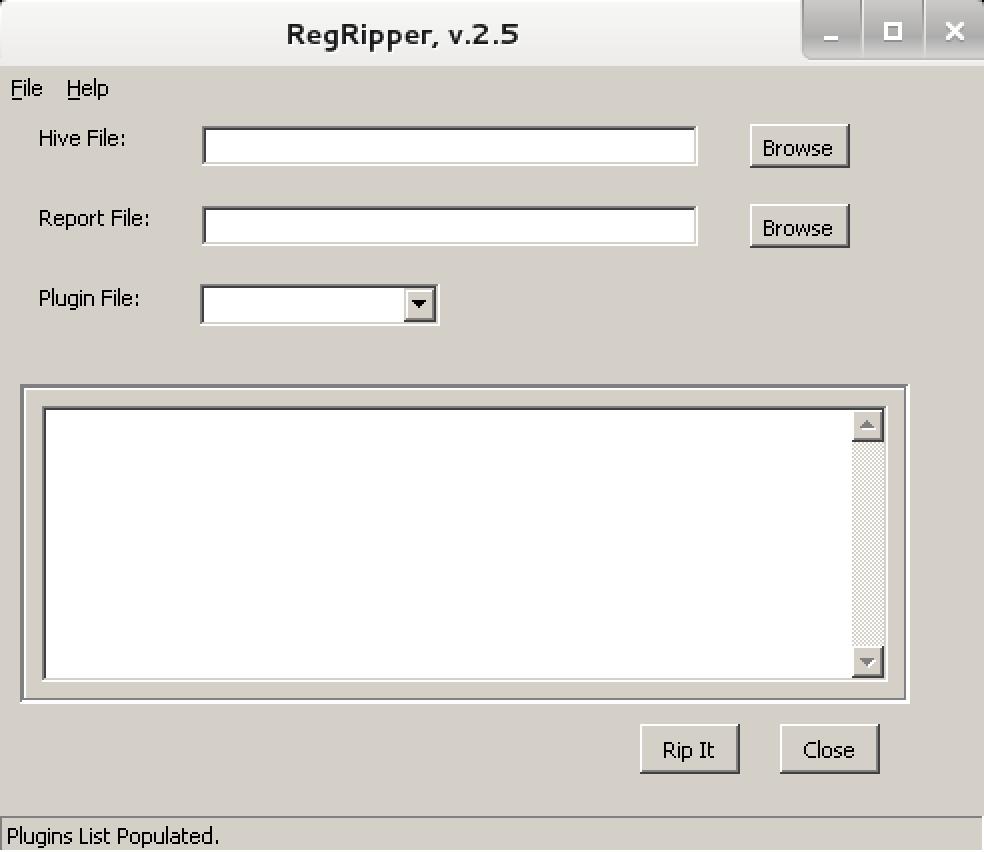 RegRipper, v.2.5
File Help
Hive File: Browse
Report File: Browse
Plugin File:
Rip It Close
Plugins List Populated.